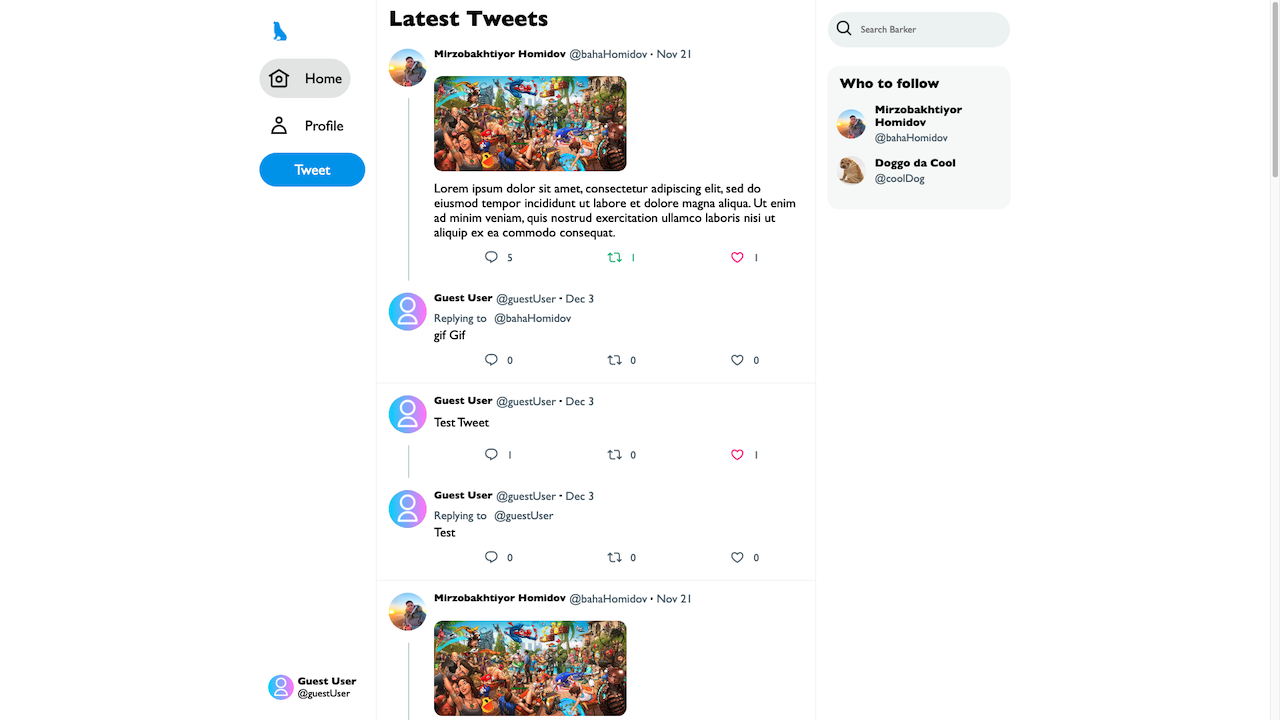 Home
Profile
Tweet
Guest User
@guestUser
Latest Tweets
Mirzobakhtiyor Homidov @bahaHomidov · Nov 21
Lorem ipsum dolor sit amet, consectetur adipiscing elit, sed do
eiusmod tempor incididunt ut labore et dolore magna aliqua. Ut enim
ad minim veniam, quis nostrud exercitation ullamco laboris nisi ut
aliquip ex ea commodo consequat.
5 1 1
Guest User @guestUser · Dec 3
Replying to @bahaHomidov
gif Gif
0 0 0
Guest User @guestUser · Dec 3
Test Tweet
1 0 1
Guest User @guestUser · Dec 3
Replying to @guestUser
Test
0 0 0
Mirzobakhtiyor Homidov @bahaHomidov · Nov 21
Search Barker
Who to follow
Mirzobakhtiyor
Homidov
@bahaHomidov
Doggo da Cool
@coolDog